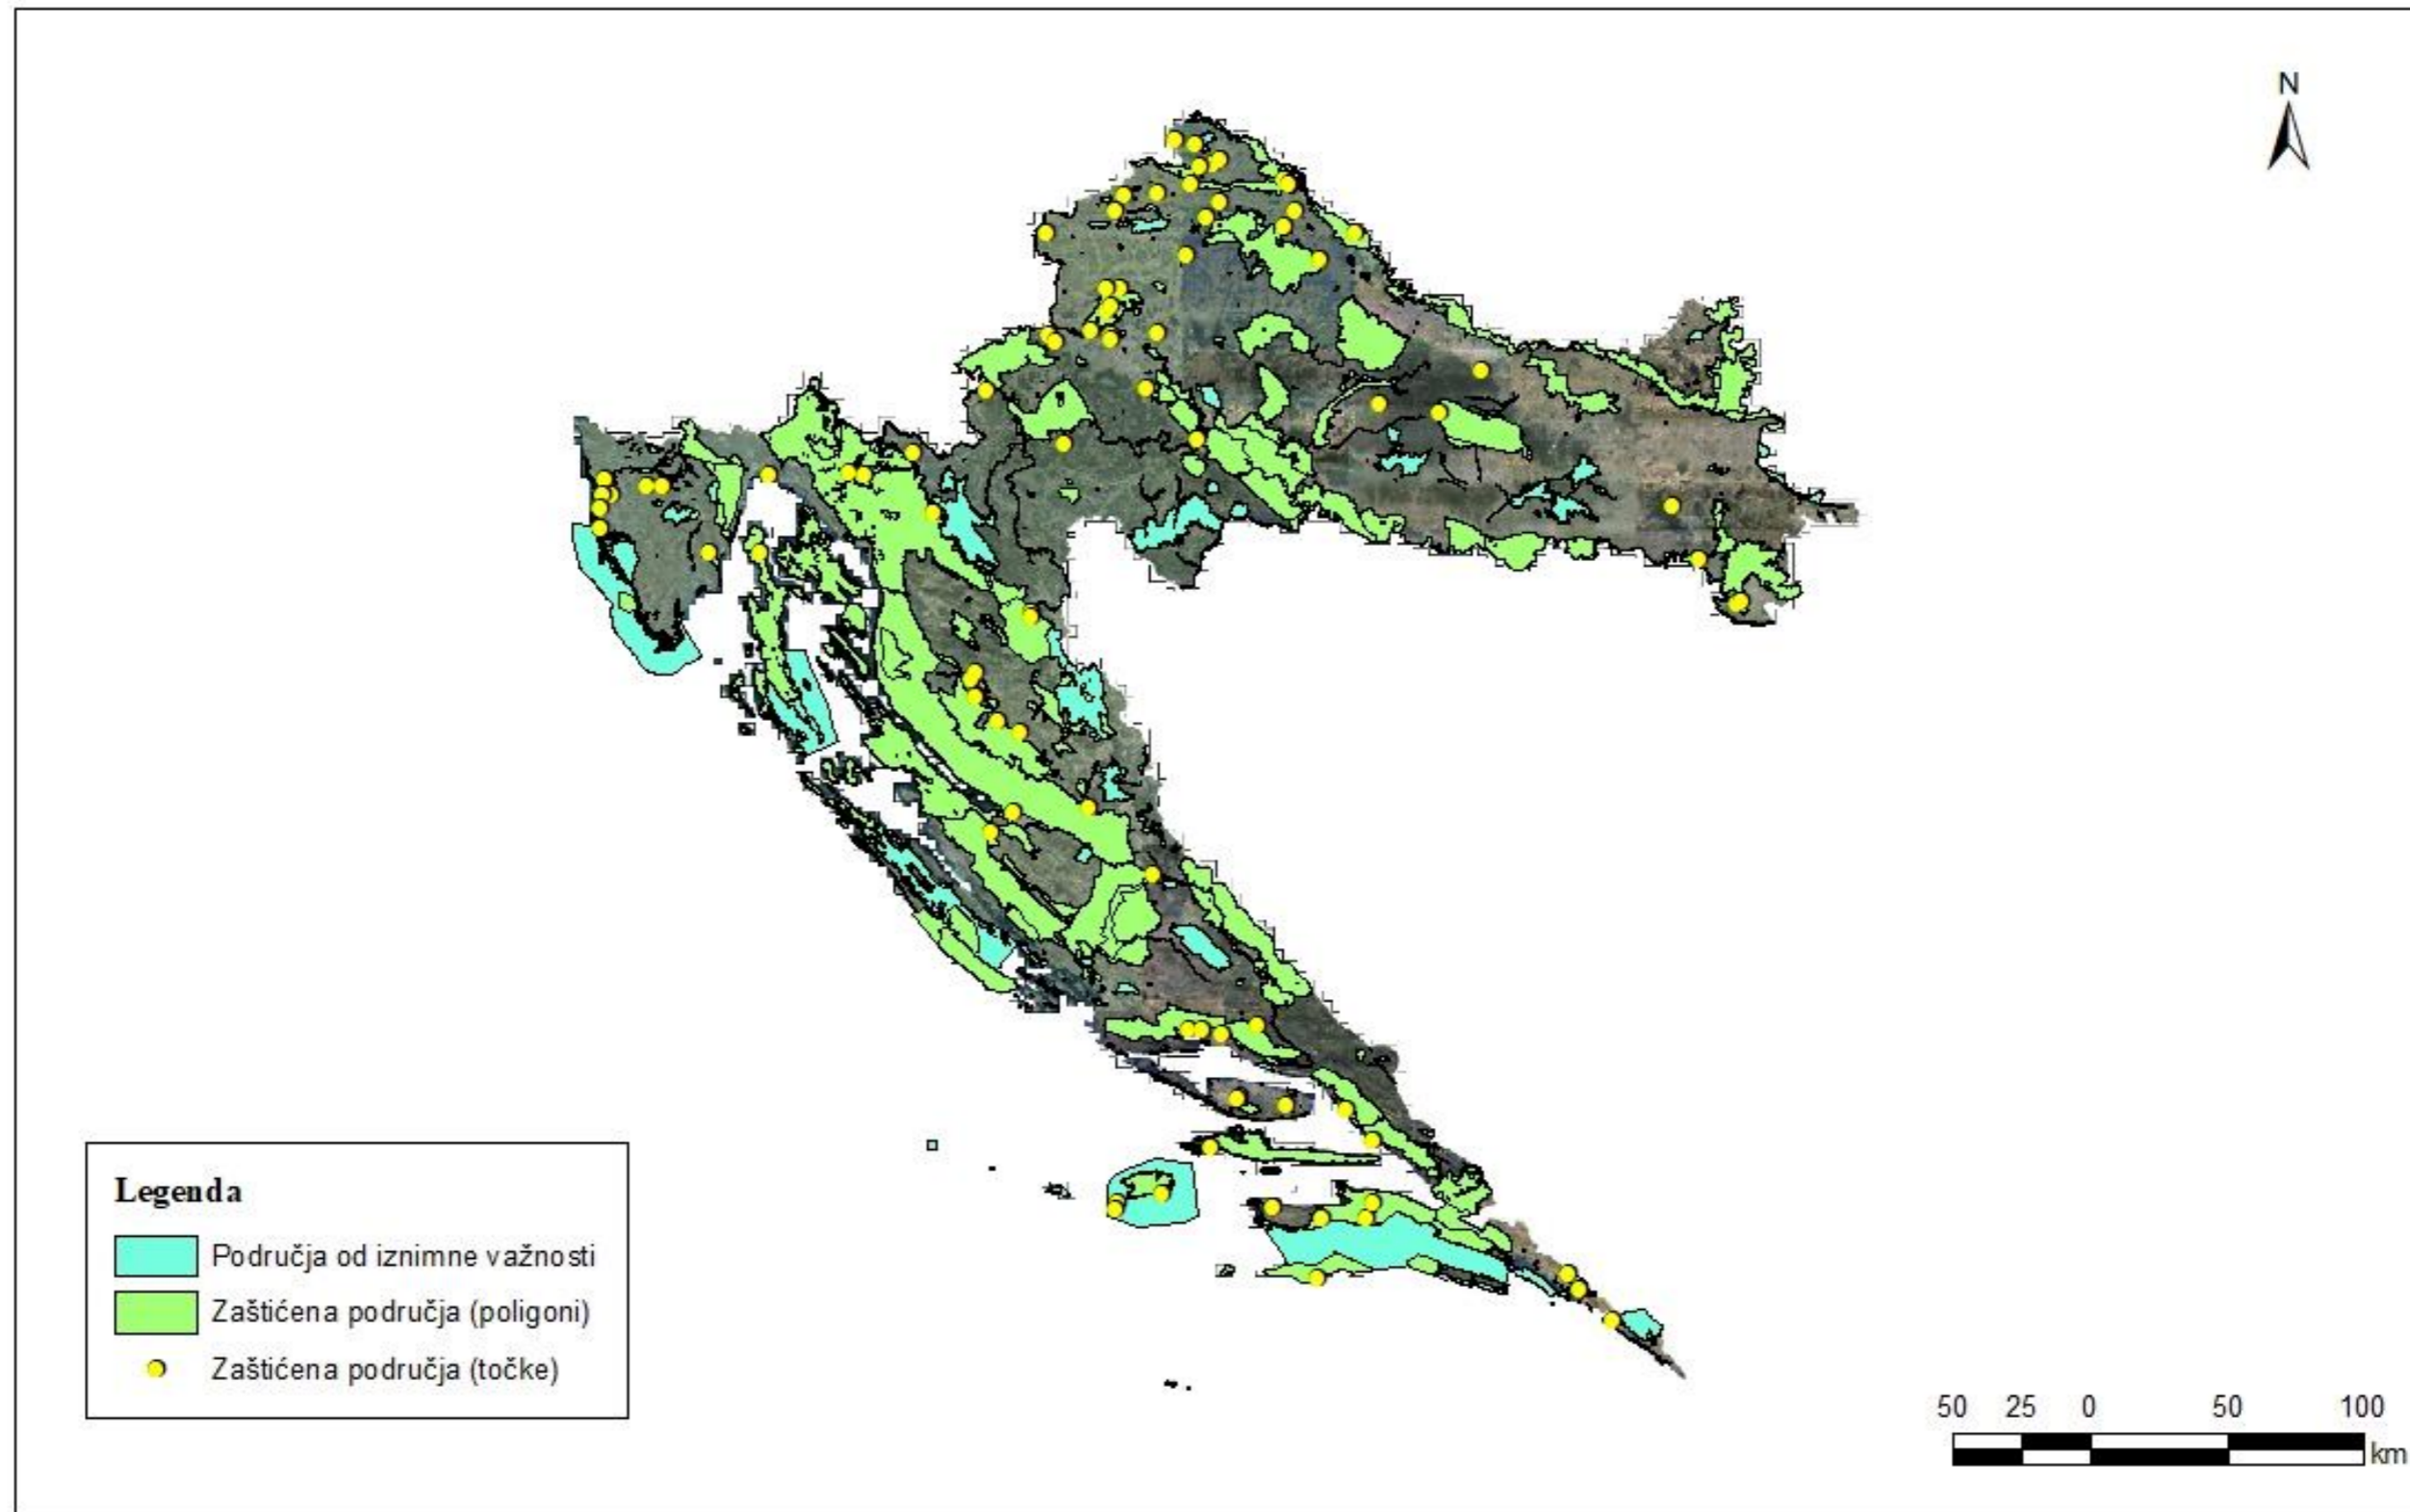 N
Legenda
Područja od iznimne važnosti
Zaštićena područja (poligoni)
Zaštićena područja (točke)
50 25 0 50 100
km